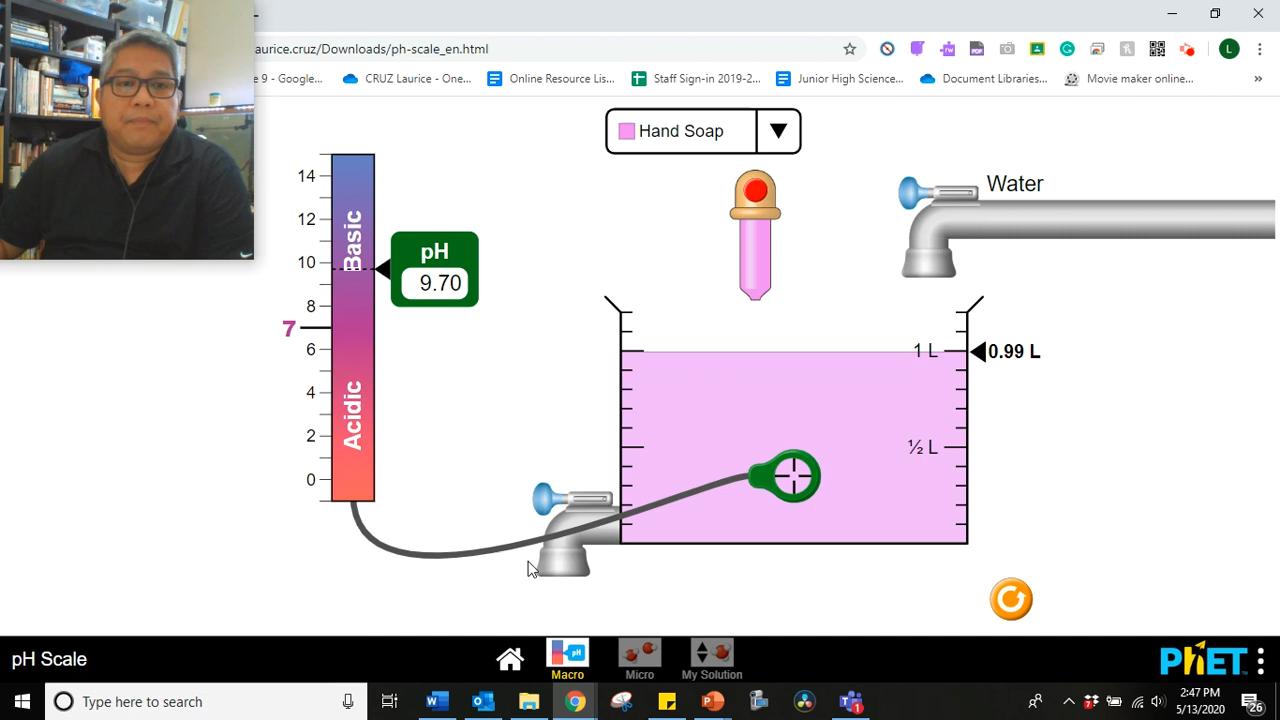 aurice.cruz/Downloads/ph-scale_en.html
L
e 9 - Google...
CRUZ Laurice - One...
Online Resource Lis...
Staff Sign-in 2019-2...
Junior High Science...
Document Libraries...
Movie maker online...
»
Hand Soap
Water
14
12
10
8
7
6
4
2
0
Basic
Acidic
pH
9.70
1 L
0.99 L
½ L
pH Scale
Macro
Micro
My Solution
PhET
Type here to search
2:47 PM
5/13/2020
1
26